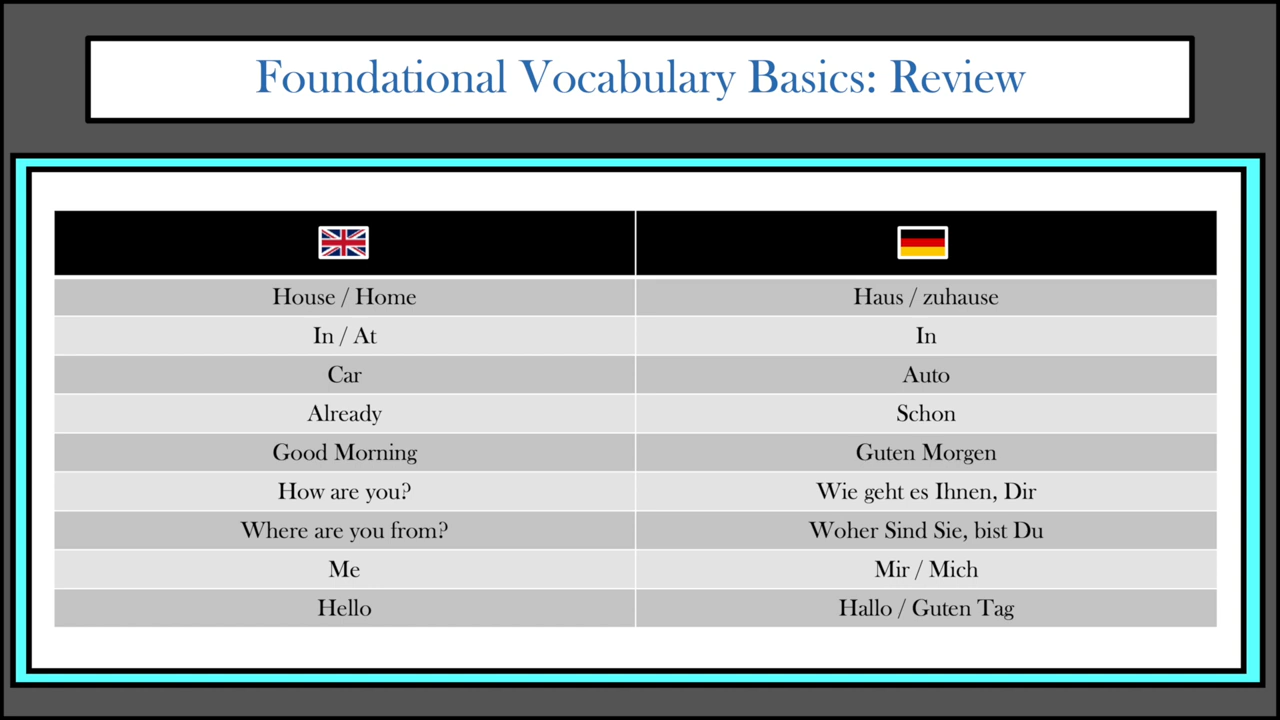 Foundational Vocabulary Basics: Review
House / Home
Haus / zuhause
In / At
In
Car
Auto
Already
Schon
Good Morning
Guten Morgen
How are you?
Wie geht es Ihnen, Dir
Where are you from?
Woher Sind Sie, bist Du
Me
Mir / Mich
Hello
Hallo / Guten Tag